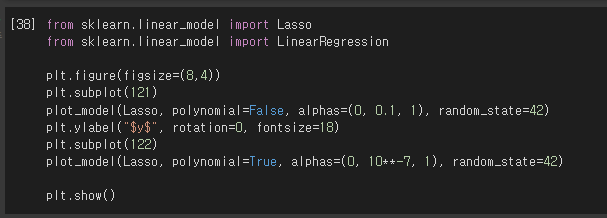 [38] from sklearn.linear_model import Lasso
from sklearn.linear_model import LinearRegression
plt.figure(figsize=(8,4))
plt.subplot(121)
plot_model(Lasso, polynomial=False, alphas=(0, 0.1, 1), random_state=42)
plt.ylabel("$y$", rotation=0, fontsize=18)
plt.subplot(122)
plot_model(Lasso, polynomial=True, alphas=(0, 10**-7, 1), random_state=42)
plt.show()